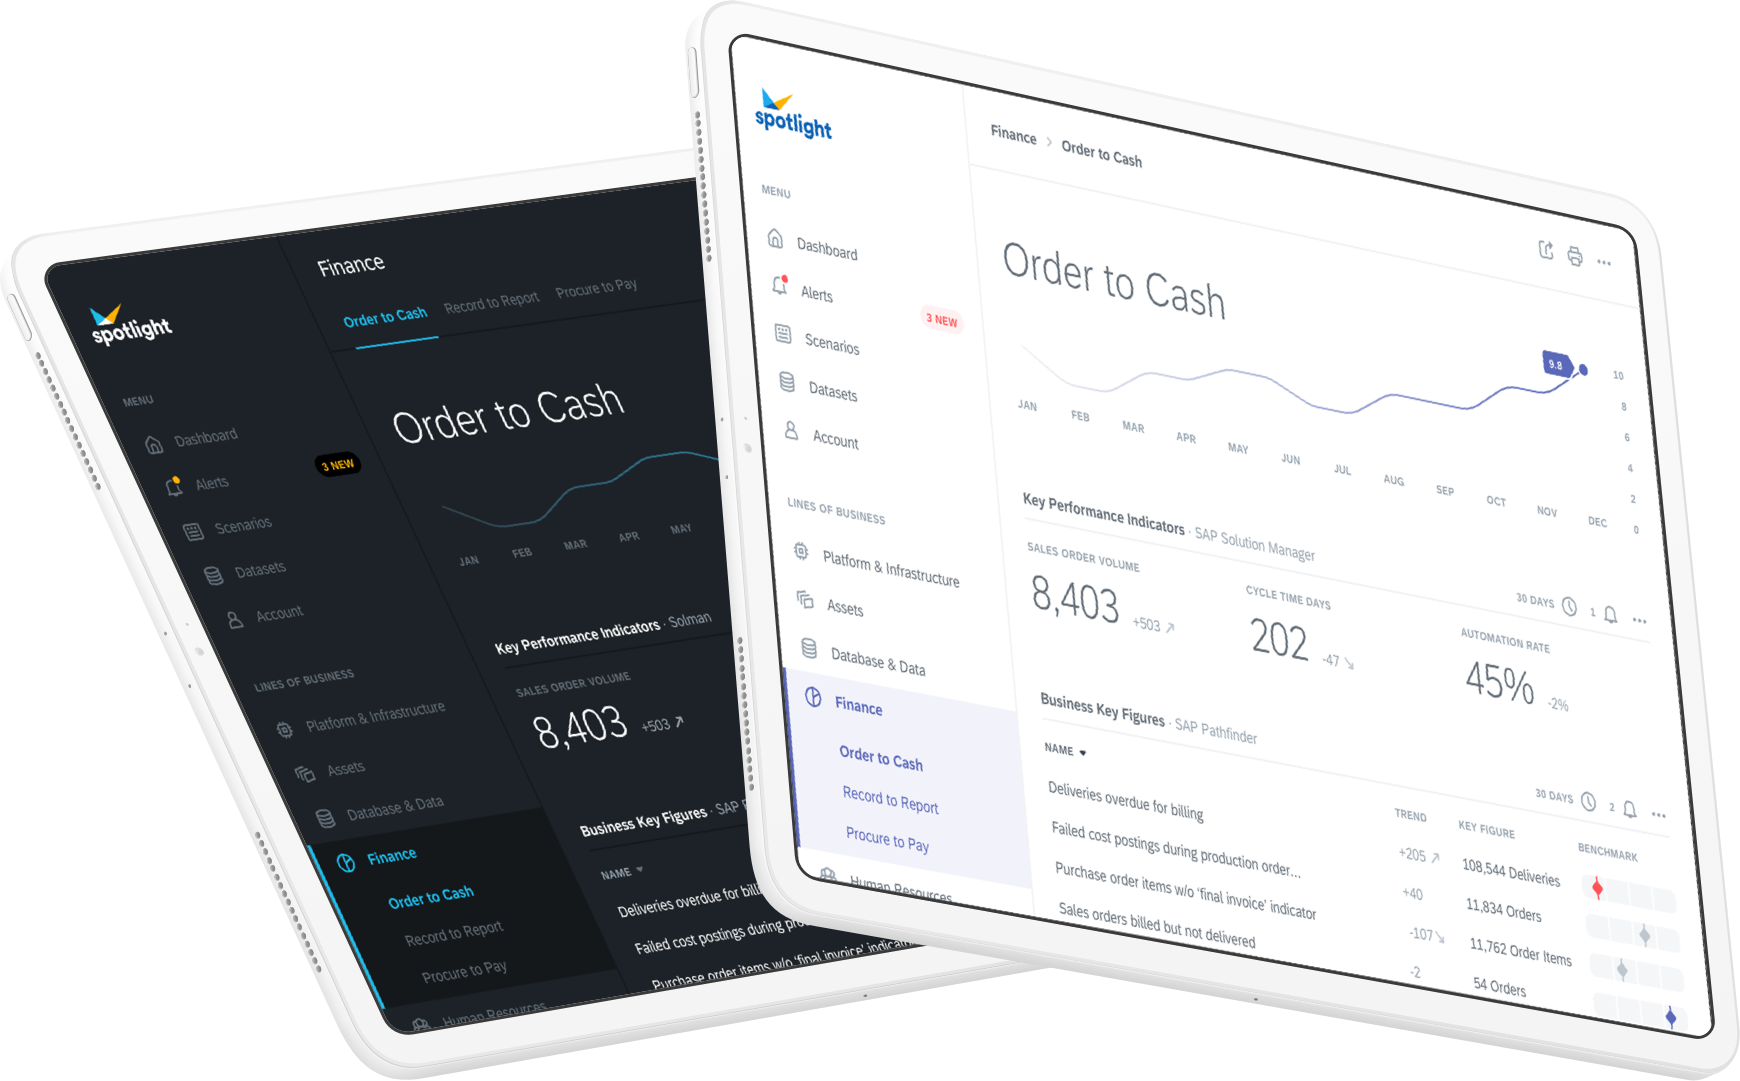 spotlight
MENU
Dashboard
Alerts
3 NEW
Scenarios
Datasets
Account
LINES OF BUSINESS
Platform & Infrastructure
Assets
Database & Data
Finance
Order to Cash
Record to Report
Procure to Pay
Human Resources
Finance
Order to Cash
Record to Report
Procure to Pay
Order to Cash
JAN
FEB
MAR
APR
MAY
Key Performance Indicators · Solman
SALES ORDER VOLUME
8,403
+503
Business Key Figures · SAP
NAME
Deliveries overdue for
Failed cost postings during
Purchase order items w/o 'final invoice' indicator
spotlight
MENU
Dashboard
Alerts
3 NEW
Scenarios
Datasets
Account
LINES OF BUSINESS
Platform & Infrastructure
Assets
Database & Data
Finance
Order to Cash
Record to Report
Procure to Pay
Human Resources
Finance > Order to Cash
Order to Cash
9.8
10
8
6
4
2
0
JAN
FEB
MAR
APR
MAY
JUN
JUL
AUG
SEP
OCT
NOV
DEC
Key Performance Indicators · SAP Solution Manager
30 DAYS
1
SALES ORDER VOLUME
8,403
+503
CYCLE TIME DAYS
202
-47
AUTOMATION RATE
45%
-2%
Business Key Figures · SAP Pathfinder
30 DAYS
2
NAME
TREND
KEY FIGURE
BENCHMARK
Deliveries overdue for billing
+205
108,544 Deliveries
Failed cost postings during production order...
+40
11,834 Orders
Purchase order items w/o 'final invoice' indicator
-107
11,762 Order Items
Sales orders billed but not delivered
-2
54 Orders